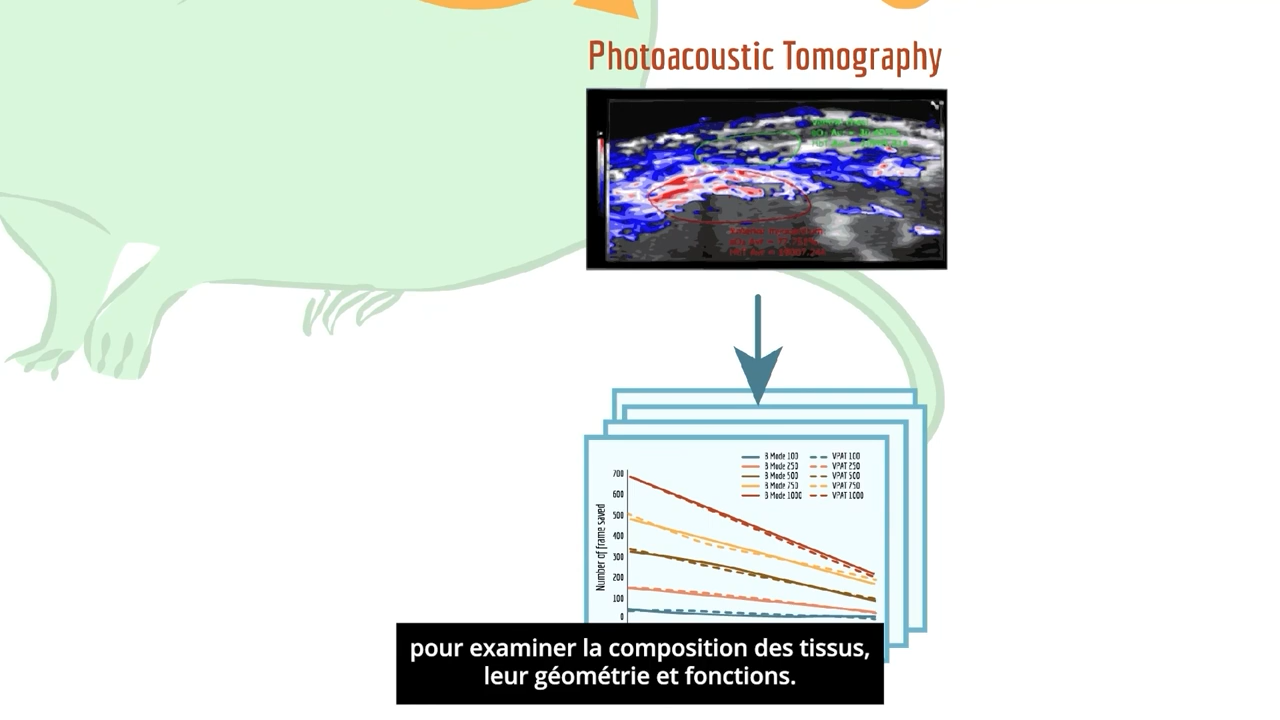 Photoacoustic Tomography
700
600
500
400
300
200
100
0
Number of frame saved
B Mode 100
B Mode 250
B Mode 500
B Mode 750
B Mode 1000
VPAT 100
VPAT 250
VPAT 500
VPAT 750
VPAT 1000
pour examiner la composition des tissus,
leur géométrie et fonctions.